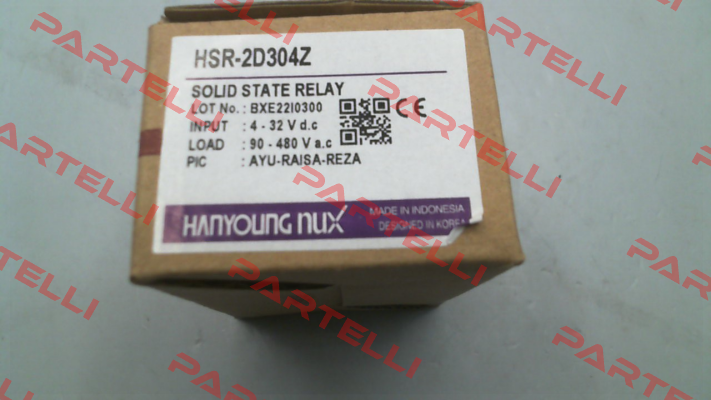 HSR-2D304Z
SOLID STATE RELAY
LOT No. : BXE22I0300
INPUT : 4 - 32 V d.c
LOAD : 90 - 480 V a.c
PIC : AYU-RAISA-REZA
CE
HANYOUNG nux
MADE IN INDONESIA
DESIGNED IN KOREA
PARTELLI
PARTELLI
PARTELLI
PARTELLI
PARTELLI
PARTELLI